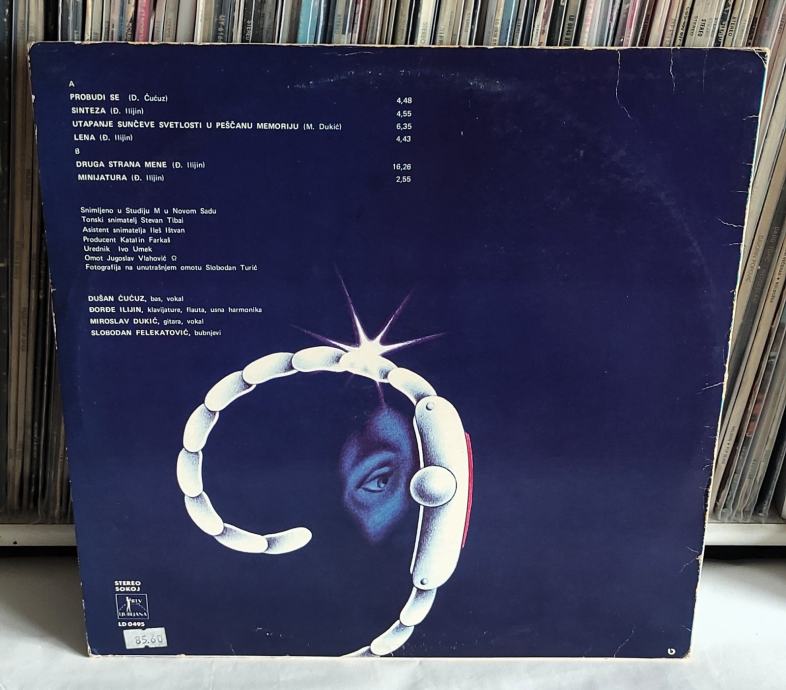 A
PROBUDI SE (D. Ćućuz) 4,48
SINTEZA (Đ. Ilijin) 4,55
UTAPANJE SUNČEVE SVETLOSTI U PEŠČANU MEMORIJU (M. Dukić) 6,35
LENA (Đ. Ilijin) 4,43
B
DRUGA STRANA MENE (Đ. Ilijin) 16,26
MINIJATURA (Đ. Ilijin) 2,55
Snimljeno u Studiju M u Novom Sadu
Tonski snimatelj Stevan Tibai
Asistent snimatelja Ileš Ištvan
Producent Katalin Farkaš
Urednik Ivo Umek
Omot Jugoslav Vlahović Ω
Fotografija na unutrašnjem omotu Slobodan Turić
DUŠAN ĆUĆUZ, bas, vokal
ĐORĐE ILIJIN, klavijature, flauta, usna harmonika
MIROSLAV DUKIĆ, gitara, vokal
SLOBODAN FELEKATOVIĆ, bubnjevi
STEREO
SOKOJ
RTV
LJUBLJANA
LD 0495
85.60